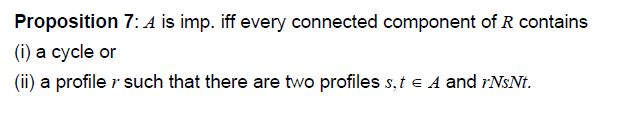 Proposition 7: A is imp. iff every connected component of R contains
(i) a cycle or
(ii) a profile r such that there are two profiles s,t ∈ A and rNsNt.